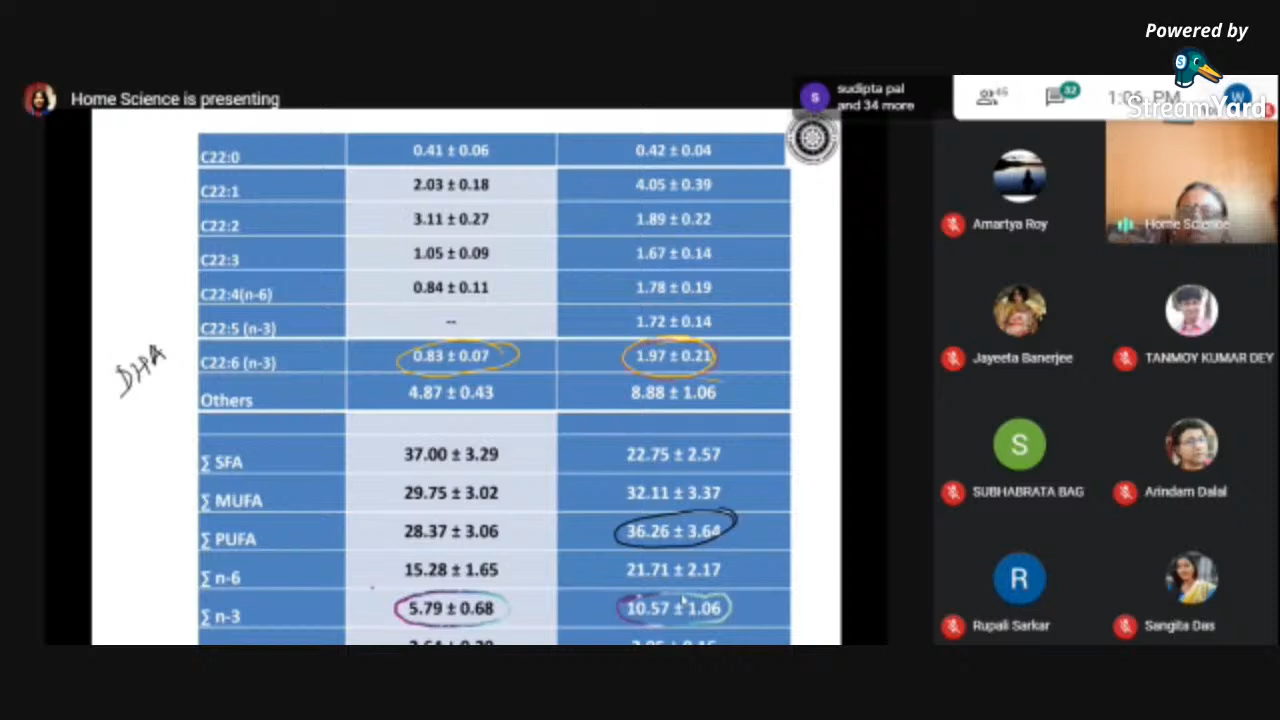 Powered by
StreamYard
Home Science is presenting
sudipta pal
and 34 more
46
32
C22:0 0.41 ± 0.06 0.42 ± 0.04
C22:1 2.03 ± 0.18 4.05 ± 0.39
C22:2 3.11 ± 0.27 1.89 ± 0.22
C22:3 1.05 ± 0.09 1.67 ± 0.14
C22:4(n-6) 0.84 ± 0.11 1.78 ± 0.19
C22:5 (n-3) -- 1.72 ± 0.14
C22:6 (n-3) 0.83 ± 0.07 1.97 ± 0.21
DHA
Others 4.87 ± 0.43 8.88 ± 1.06
∑ SFA 37.00 ± 3.29 22.75 ± 2.57
∑ MUFA 29.75 ± 3.02 32.11 ± 3.37
∑ PUFA 28.37 ± 3.06 36.26 ± 3.64
∑ n-6 15.28 ± 1.65 21.71 ± 2.17
∑ n-3 5.79 ± 0.68 10.57 ± 1.06
Amartya Roy
Home Science
Jayeeta Banerjee
TANMOY KUMAR DEY
S
SUBHABRATA BAG
Arindam Dalal
R
Rupali Sarkar
Sangita Das